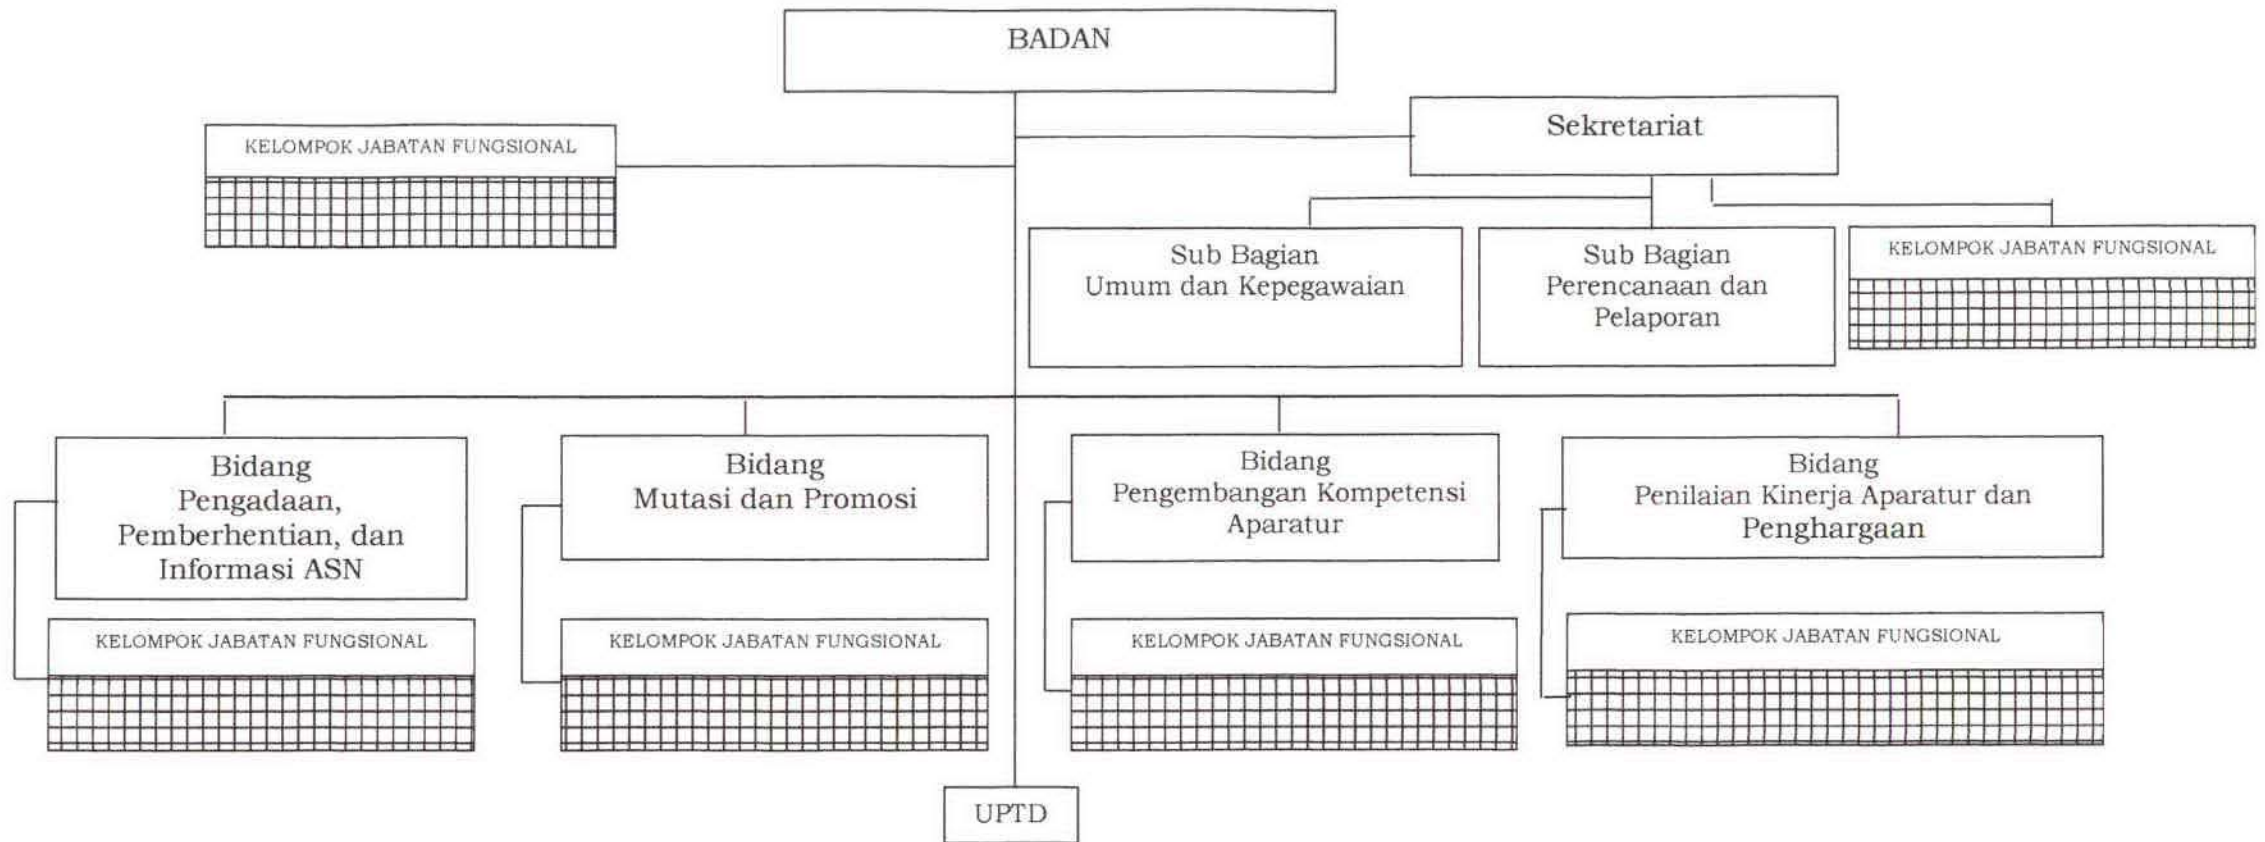 BADAN
Sekretariat
KELOMPOK JABATAN FUNGSIONAL
Sub Bagian
Umum dan Kepegawaian
Sub Bagian
Perencanaan dan
Pelaporan
KELOMPOK JABATAN FUNGSIONAL
Bidang
Pengadaan,
Pemberhentian, dan
Informasi ASN
Bidang
Mutasi dan Promosi
Bidang
Pengembangan Kompetensi
Aparatur
Bidang
Penilaian Kinerja Aparatur dan
Penghargaan
KELOMPOK JABATAN FUNGSIONAL
KELOMPOK JABATAN FUNGSIONAL
KELOMPOK JABATAN FUNGSIONAL
KELOMPOK JABATAN FUNGSIONAL
UPTD